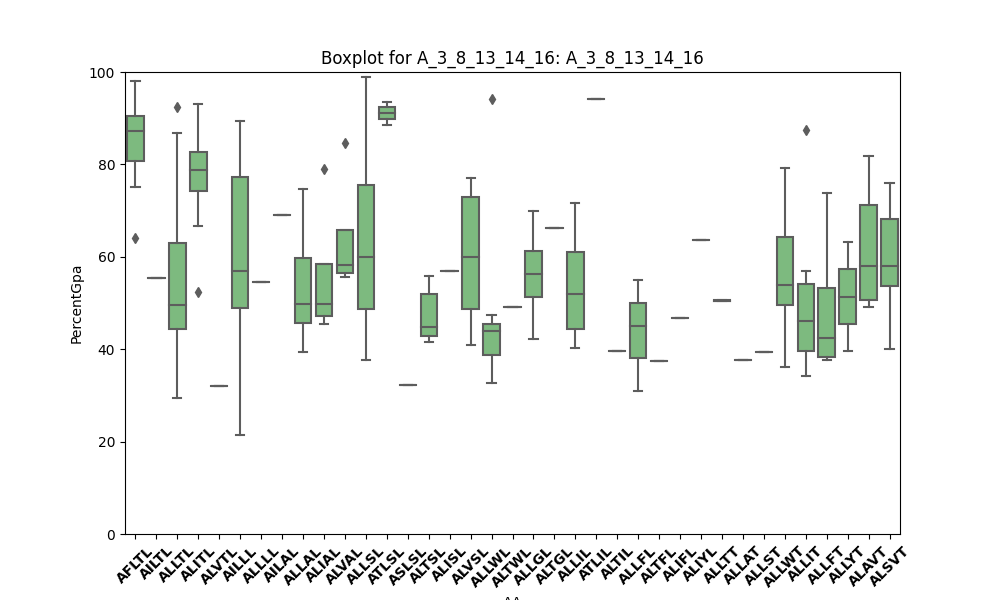 Boxplot for A_3_8_13_14_16: A_3_8_13_14_16
PercentGpa
100
80
60
40
20
0
AFLTL
AILTL
ALLTL
ALITL
ALVTL
AILLL
ALLLL
AILAL
ALLAL
ALIAL
ALVAL
ALLSL
ATLSL
ASLSL
ALTSL
ALISL
ALVSL
ALLWL
ALTWL
ALLGL
ALTGL
ALLIL
ATLIL
ALTIL
ALLFL
ALTFL
ALIFL
ALIYL
ALLTT
ALLAT
ALLST
ALLWT
ALLIT
ALLFT
ALLYT
ALAVT
ALSVT